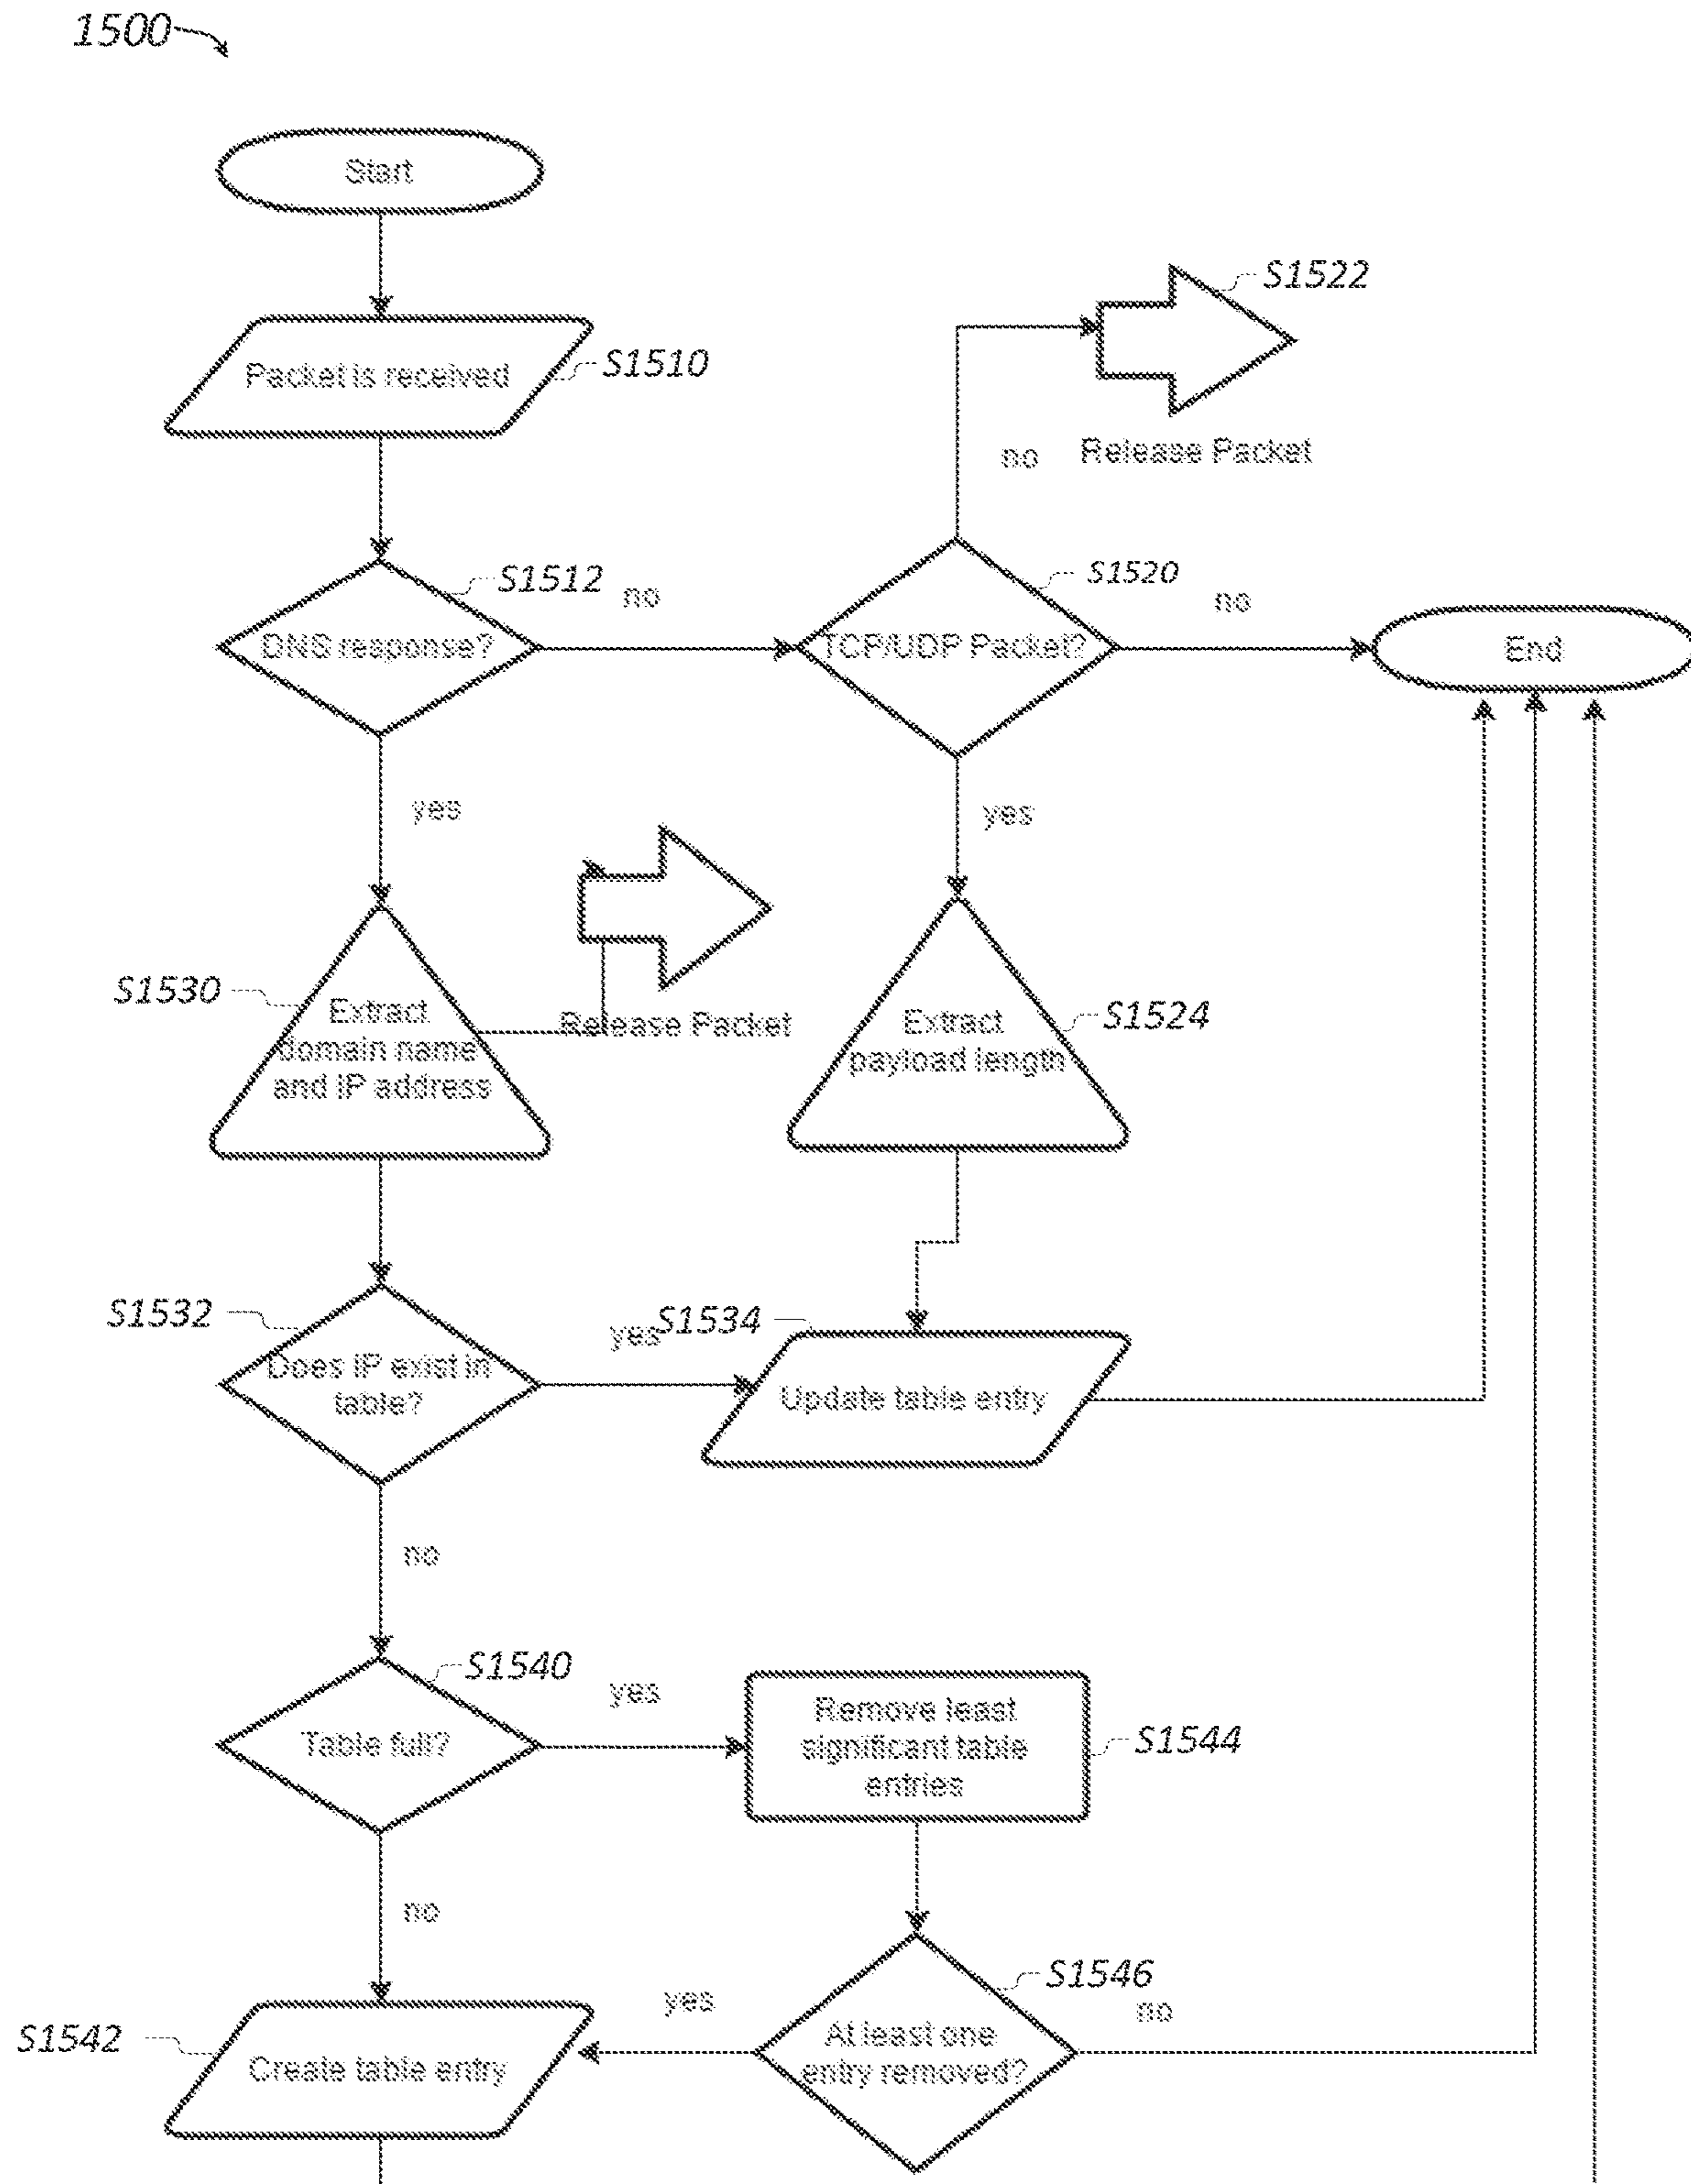 1500
Start
S1522
Packet is received
S1510
no
Release Packet
S1512
no
S1520
no
DNS response?
TCP/UDP Packet?
End
yes
yes
S1530
Extract
domain name
and IP address
Release Packet
Extract
payload length
S1524
S1532
yes
S1534
Does IP exist in
table?
Update table entry
no
S1540
yes
Remove least
significant table
entries
S1544
Table full?
no
S1546
yes
no
S1542
Create table entry
At least one
entry removed?